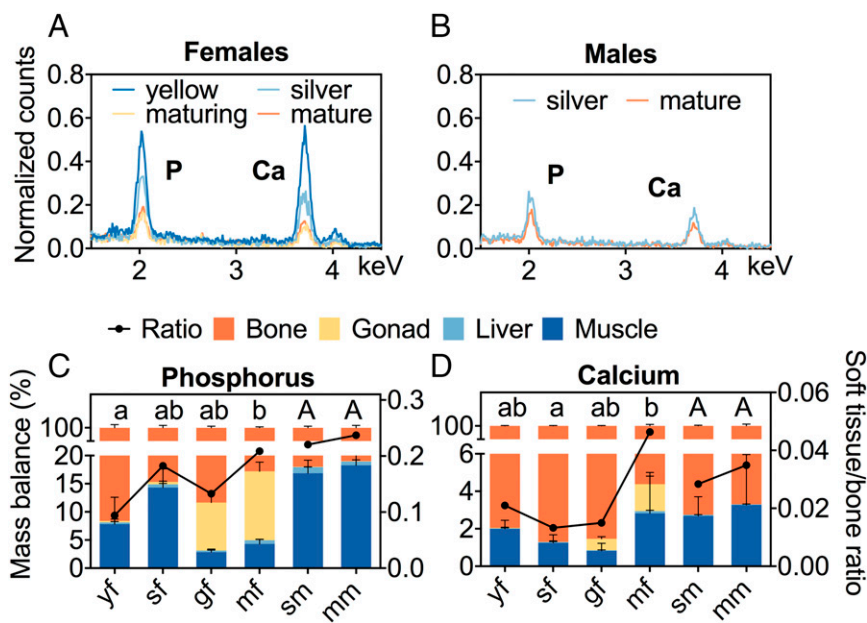 A Females
B Males
Normalized counts
0.8
0.6
0.4
0.2
0.0
yellow silver
maturing mature
P Ca
2 3 4 keV
0.8
0.6
0.4
0.2
0.0
silver mature
P Ca
2 3 4 keV
Ratio Bone Gonad Liver Muscle
C Phosphorus
Mass balance (%)
100
20
15
10
5
0
a ab ab b A A
0.3
0.2
0.1
0.0
yf sf gf mf sm mm
D Calcium
100
6
4
2
0
ab a ab b A A
0.06
0.04
0.02
0.00
Soft tissue/bone ratio
yf sf gf mf sm mm